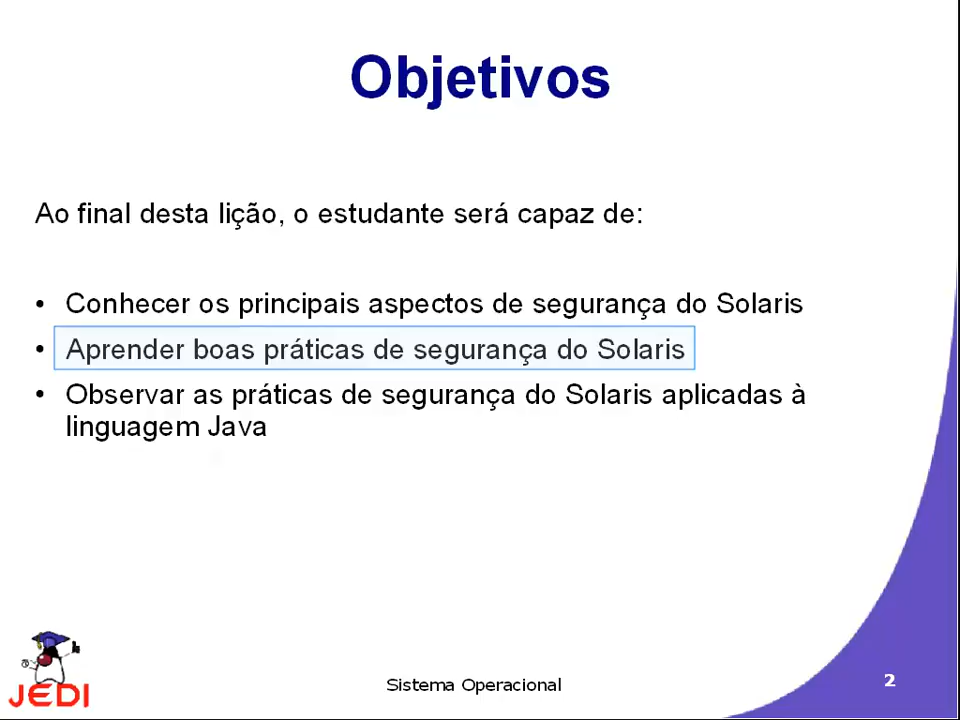 Objetivos
Ao final desta lição, o estudante será capaz de:
• Conhecer os principais aspectos de segurança do Solaris
• Aprender boas práticas de segurança do Solaris
• Observar as práticas de segurança do Solaris aplicadas à
linguagem Java
JEDI
Sistema Operacional
2